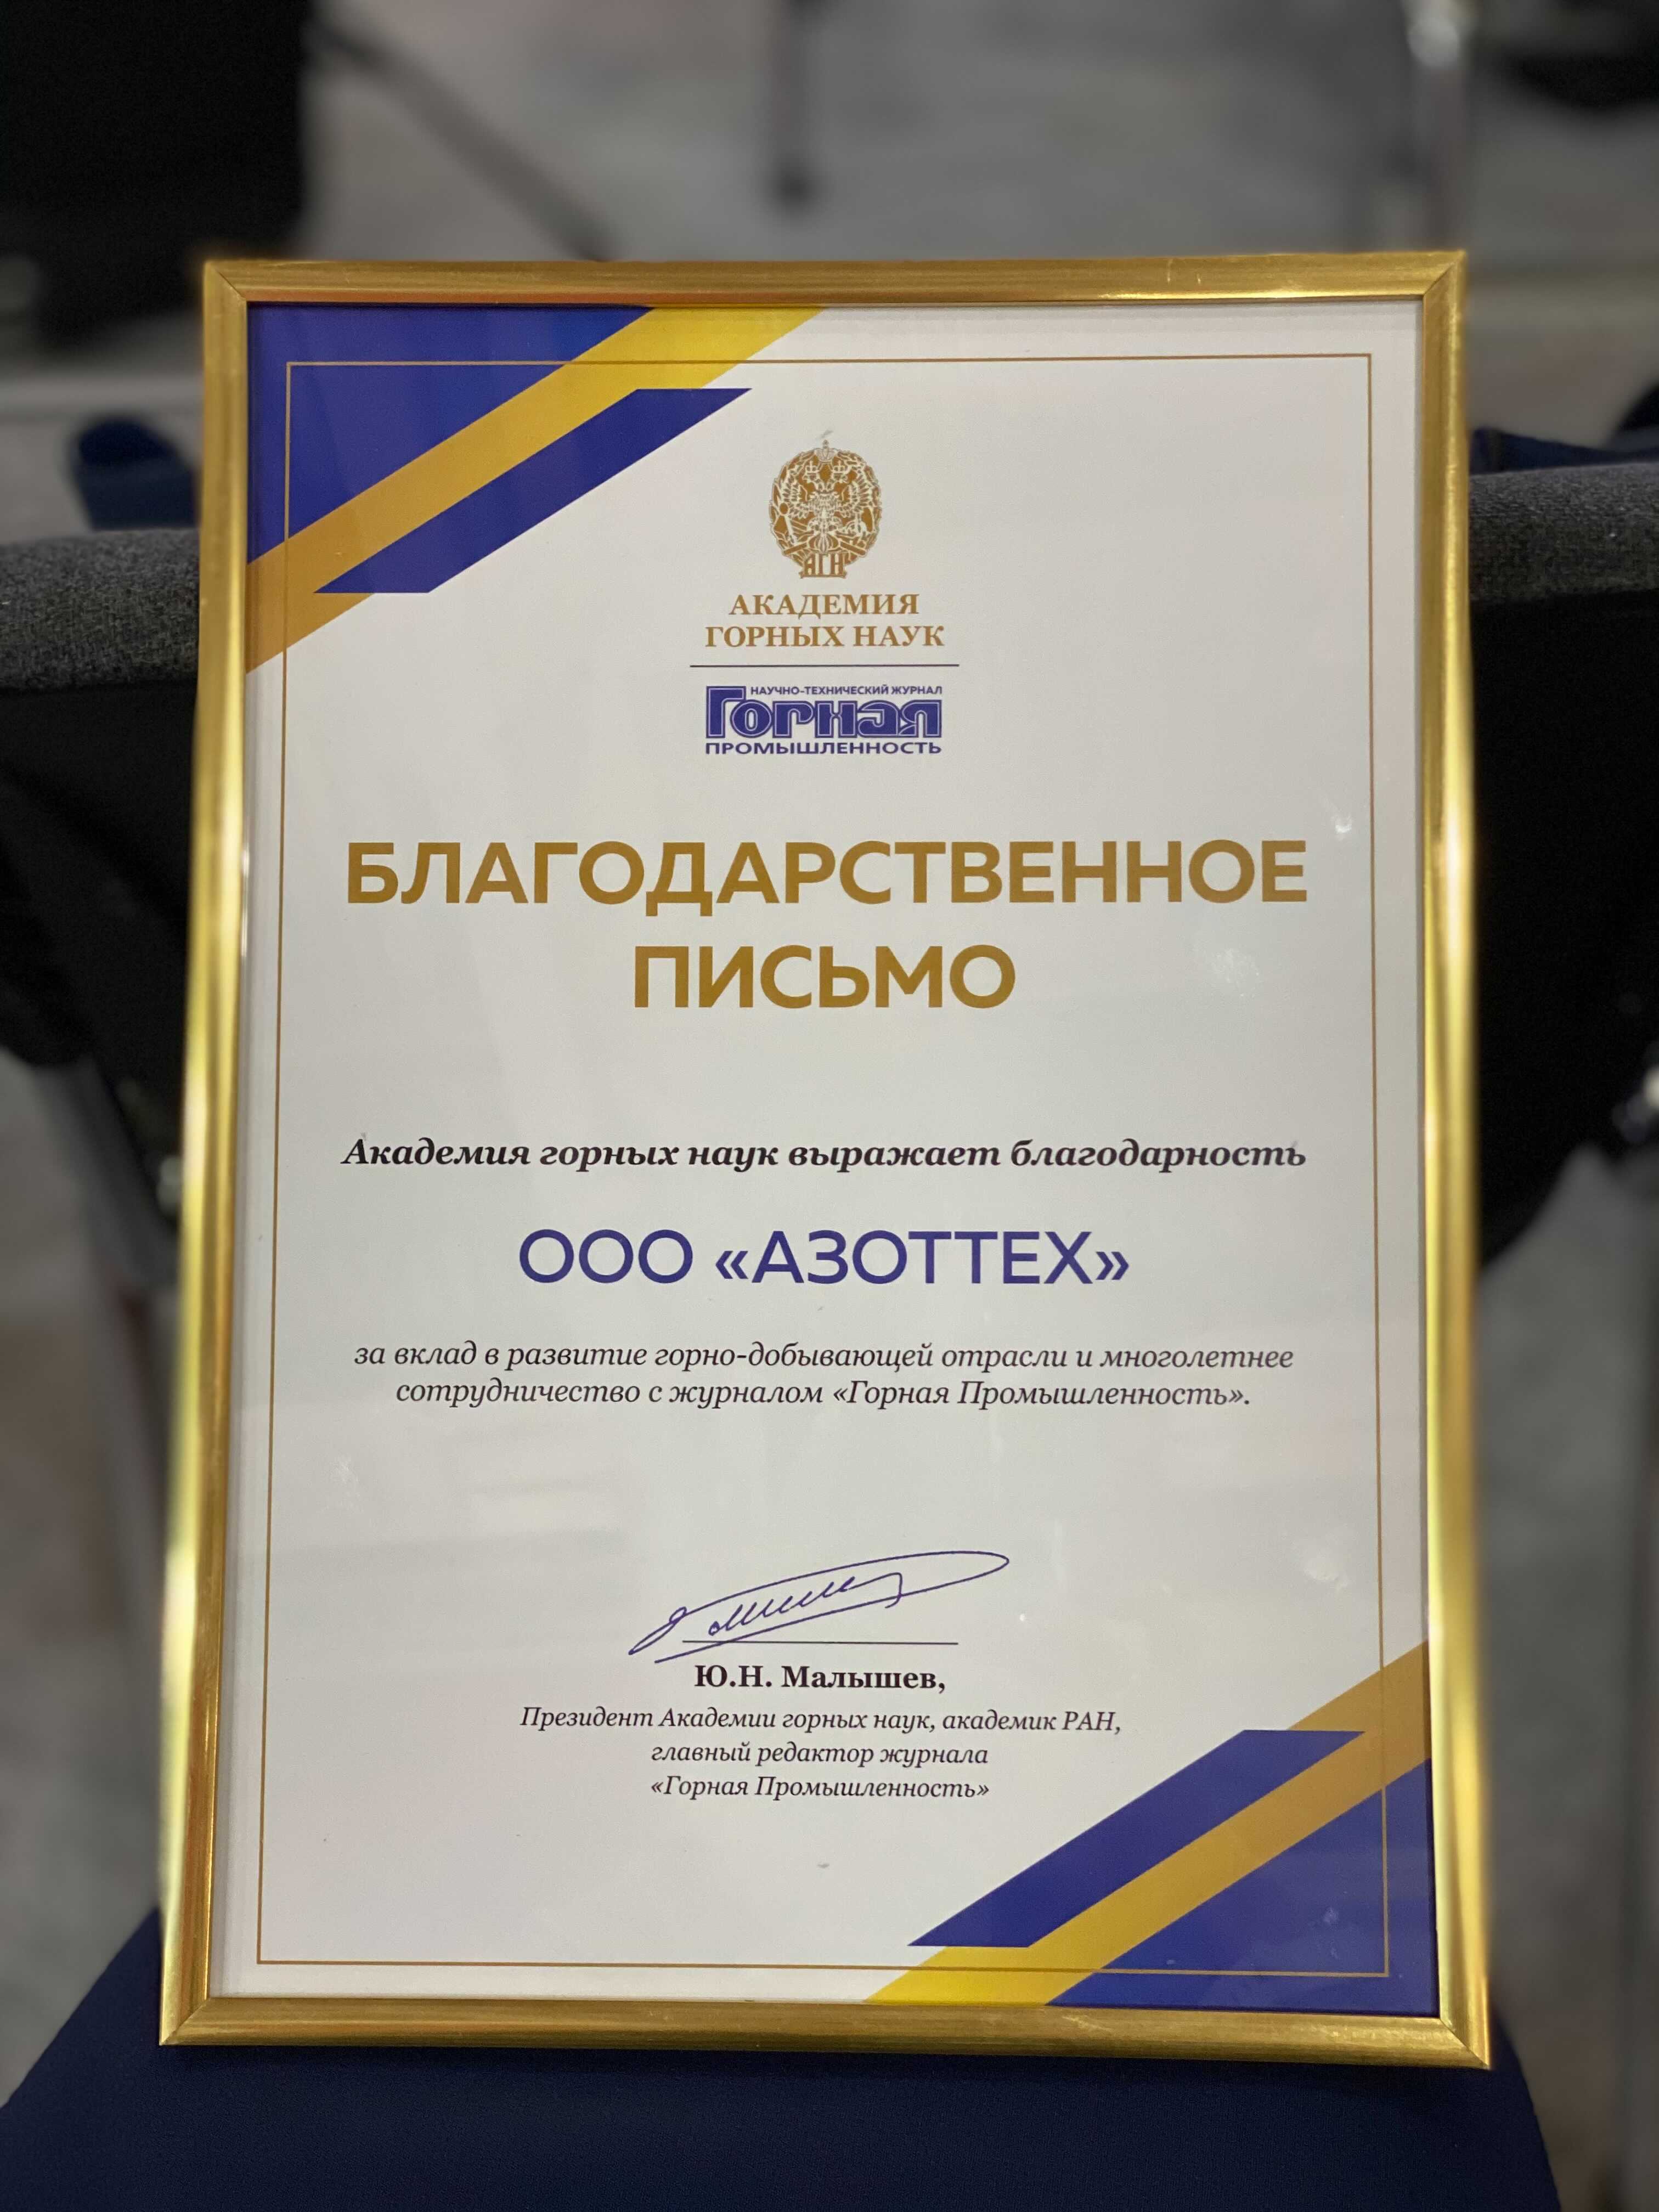 АГН
АКАДЕМИЯ
ГОРНЫХ НАУК
НАУЧНО-ТЕХНИЧЕСКИЙ ЖУРНАЛ
Горная
ПРОМЫШЛЕННОСТЬ
БЛАГОДАРСТВЕННОЕ
ПИСЬМО
Академия горных наук выражает благодарность
ООО «АЗОТТЕХ»
за вклад в развитие горно-добывающей отрасли и многолетнее
сотрудничество с журналом «Горная Промышленность».
Ю.Н. Малышев,
Президент Академии горных наук, академик РАН,
главный редактор журнала
«Горная Промышленность»